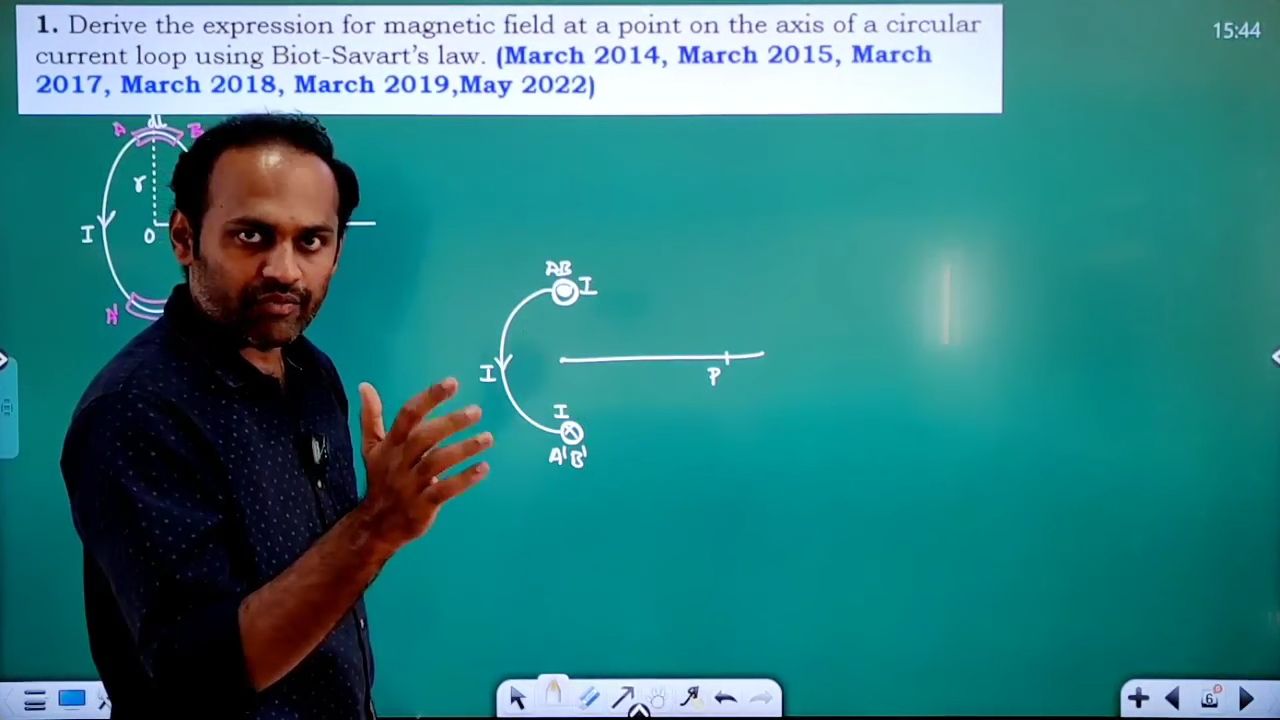 1. Derive the expression for magnetic field at a point on the axis of a circular
current loop using Biot-Savart's law. (March 2014, March 2015, March
2017, March 2018, March 2019,May 2022)
15:44
A dl B
r
I
O
A'
AB
I
I
P
I
A'B'
6